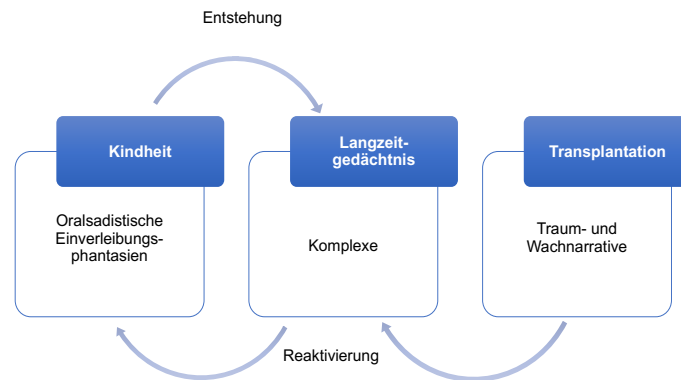 Entstehung
Kindheit
Oralsadistische
Einverleibungs-
phantasien
Langzeit-
gedächtnis
Komplexe
Transplantation
Traum- und
Wachnarrative
Reaktivierung